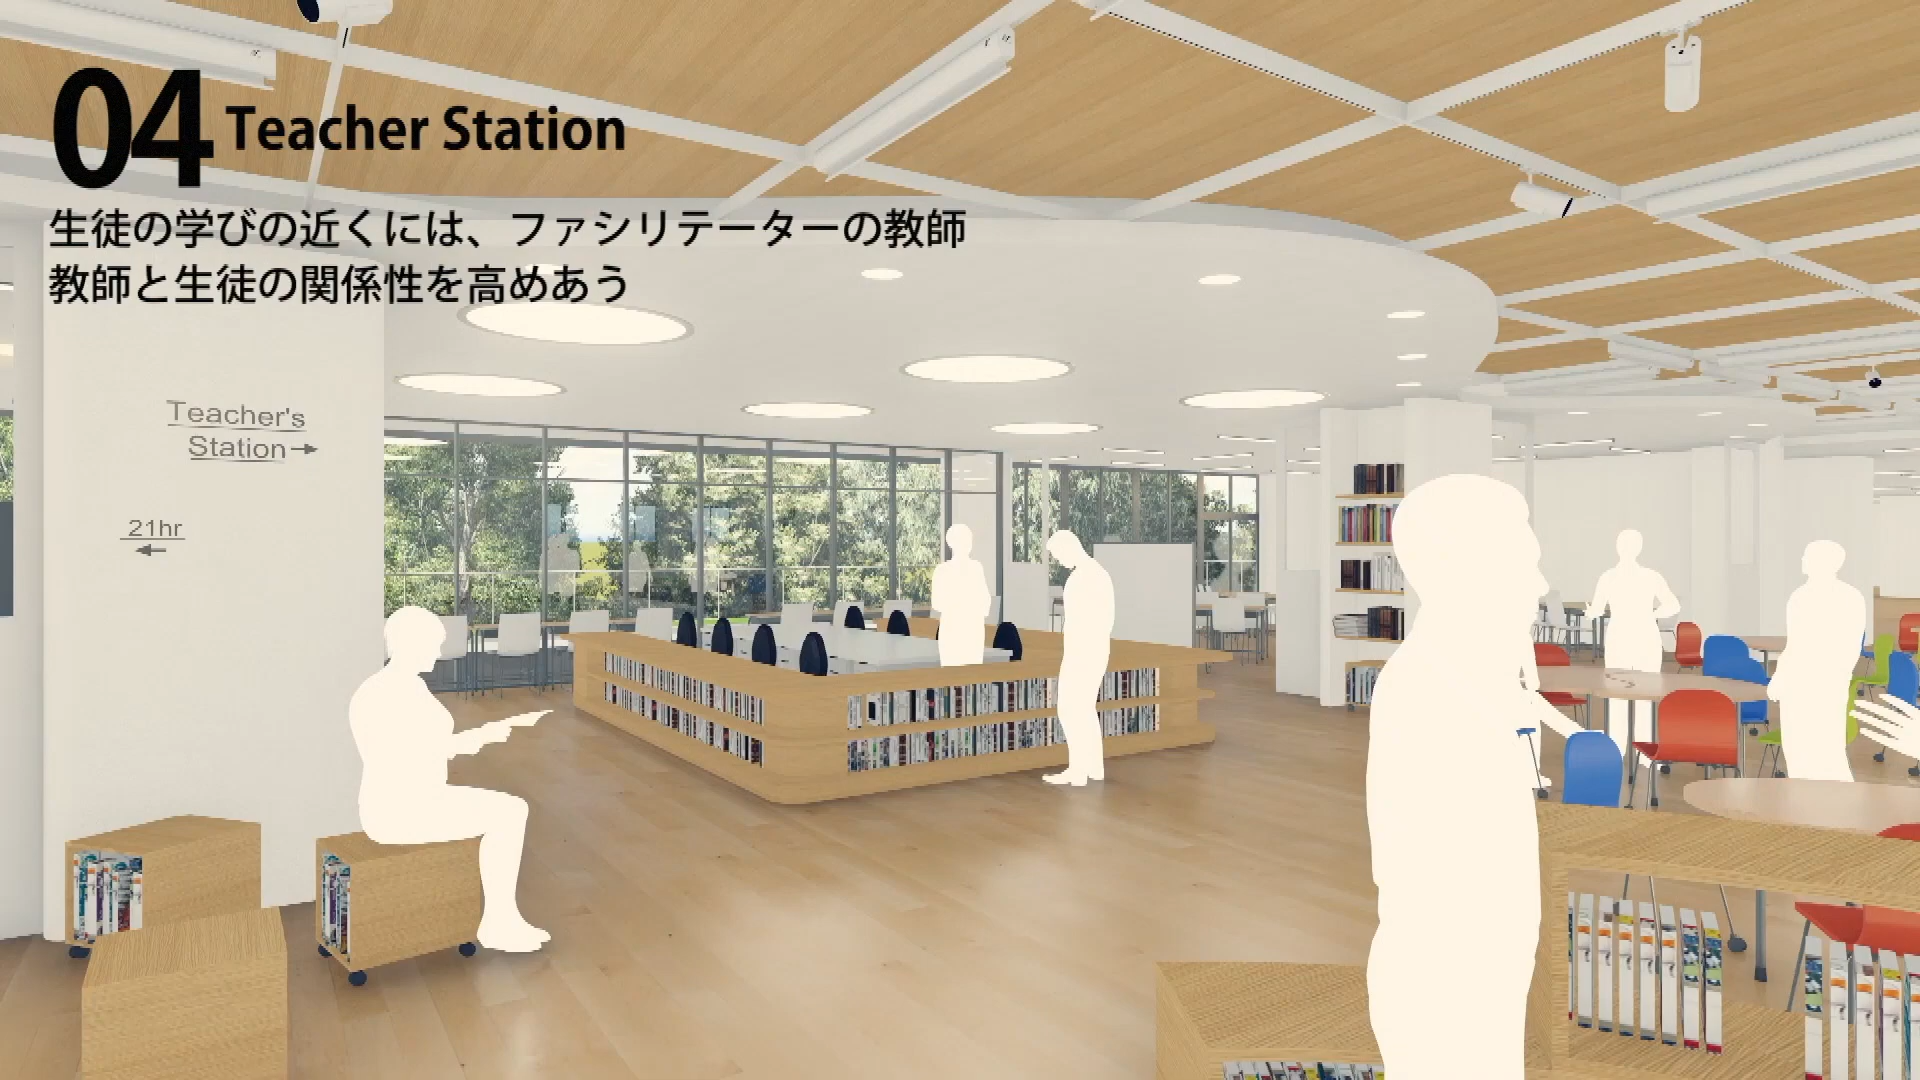 04 Teacher Station
生徒の学びの近くには、ファシリテーターの教師
教師と生徒の関係性を高めあう
Teacher's
Station→
21hr
←